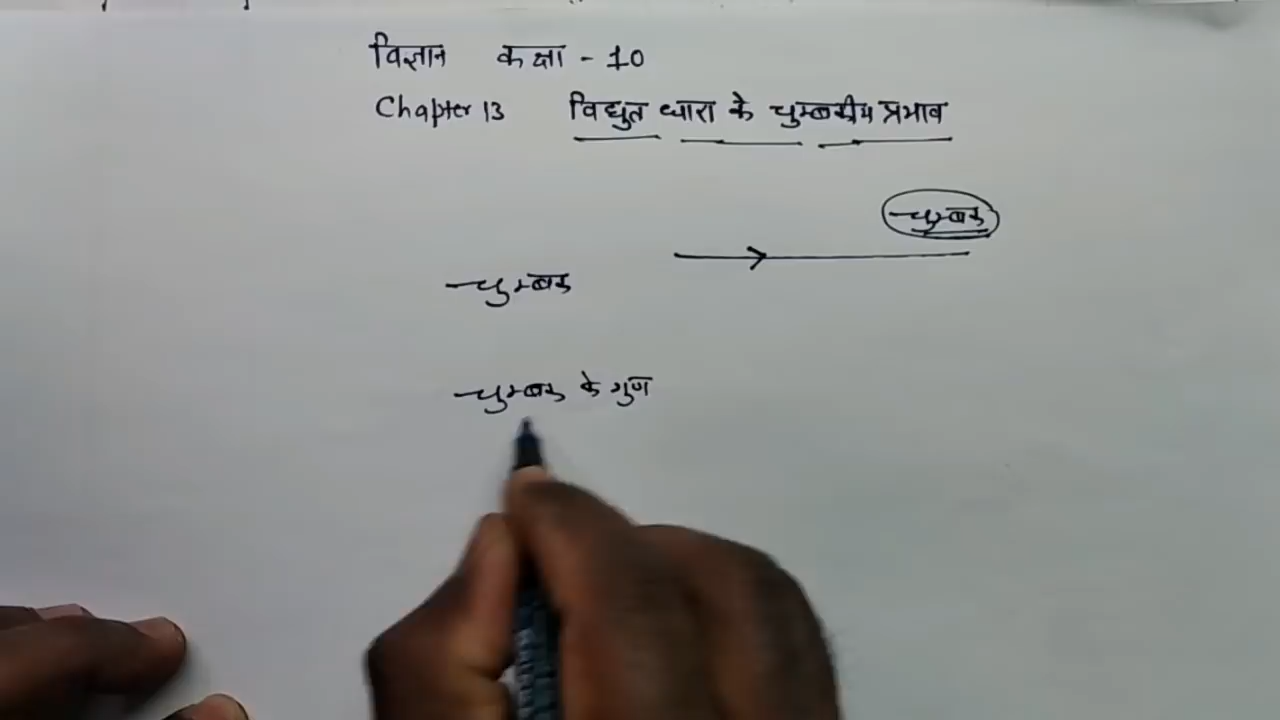 विज्ञान कक्षा - 10
Chapter 13 विद्युत धारा के चुम्बकीय प्रभाव
चुम्बक
चुम्बक
चुम्बक के गुण